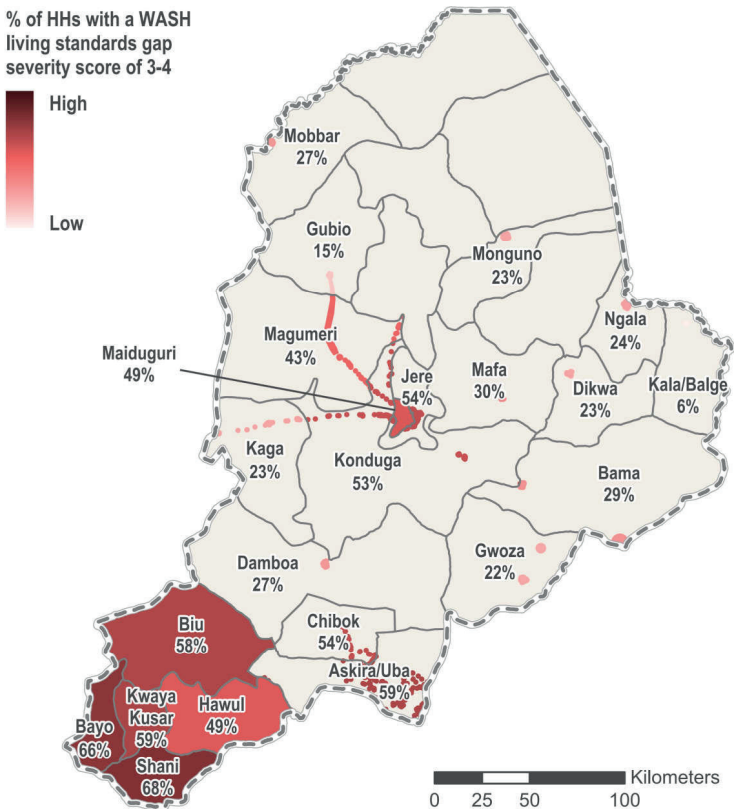 % of HHs with a WASH
living standards gap
severity score of 3-4
High
Low
Mobbar
27%
Gubio
15%
Monguno
23%
Ngala
24%
Magumeri
43%
Maiduguri
49%
Jere
54%
Mafa
30%
Dikwa
23%
Kala/Balge
6%
Kaga
23%
Konduga
53%
Bama
29%
Gwoza
22%
Damboa
27%
Chibok
54%
Biu
58%
Askira/Uba
59%
Kwaya
Kusar
59%
Hawul
49%
Bayo
66%
Shani
68%
Kilometers
0 25 50 100